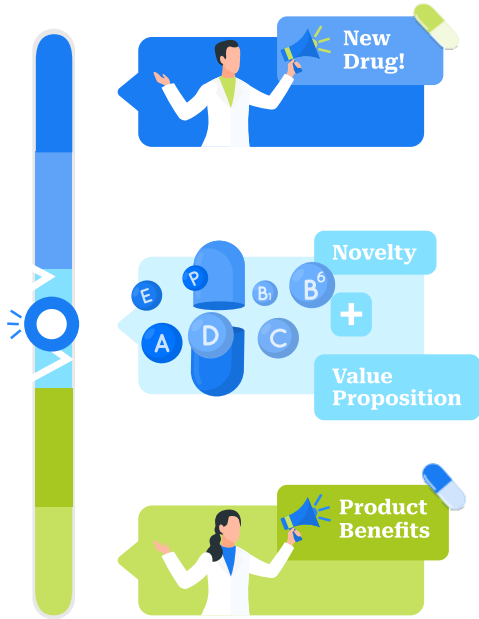 New
Drug!
Novelty
P
E
B1
B6
+
A
D
C
Value
Proposition
Product
Benefits